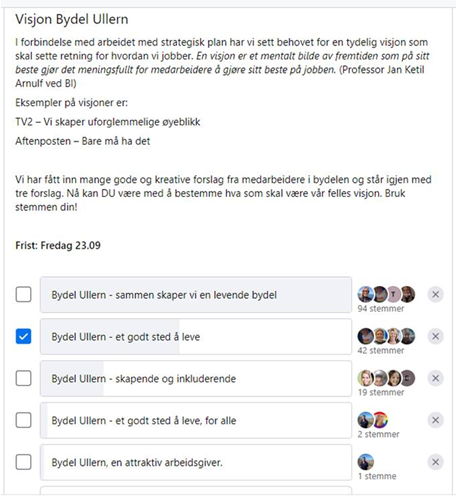 Visjon Bydel Ullern
I forbindelse med arbeidet med strategisk plan har vi sett behovet for en tydelig visjon som
skal sette retning for hvordan vi jobber. En visjon er et mentalt bilde av fremtiden som på sitt
beste gjør det meningsfullt for medarbeidere å gjøre sitt beste på jobben. (Professor Jan Ketil
Arnulf ved BI)
Eksempler på visjoner er:
TV2 – Vi skaper uforglemmelige øyeblikk
Aftenposten – Bare må ha det
Vi har fått inn mange gode og kreative forslag fra medarbeidere i bydelen og står igjen med
tre forslag. Nå kan DU være med å bestemme hva som skal være vår felles visjon. Bruk
stemmen din!
Frist: Fredag 23.09
Bydel Ullern - sammen skaper vi en levende bydel
T
94 stemmer
Bydel Ullern - et godt sted å leve
42 stemmer
Bydel Ullern - skapende og inkluderende
19 stemmer
Bydel Ullern - et godt sted å leve, for alle
2 stemmer
Bydel Ullern, en attraktiv arbeidsgiver.
1 stemme